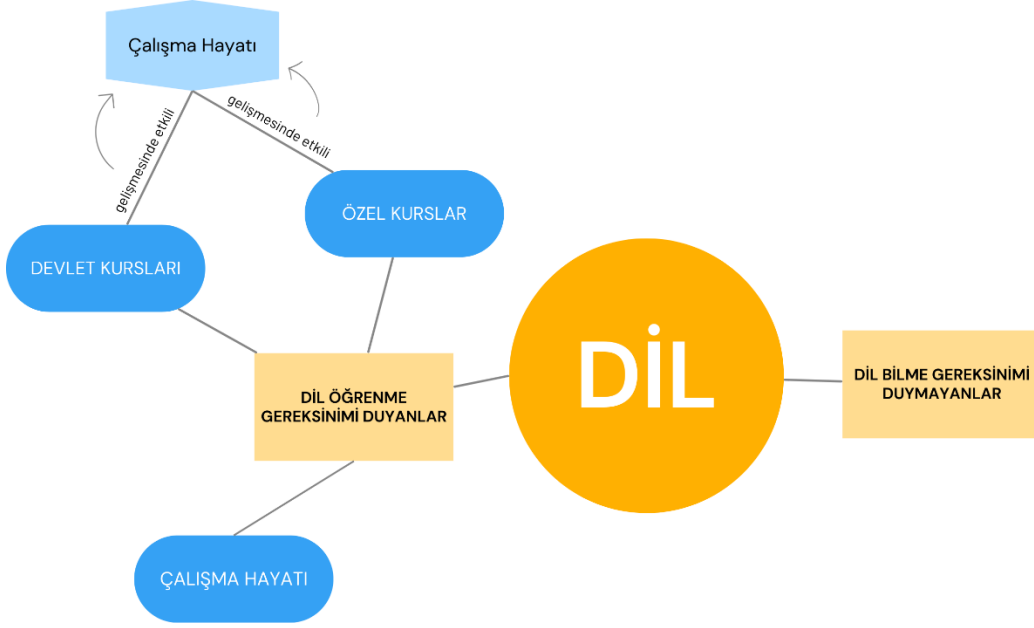 Çalışma Hayatı
gelişmesinde etkili
gelişmesinde etkili
ÖZEL KURSLAR
DEVLET KURSLARI
DİL
DİL ÖĞRENME
GEREKSİNİMİ DUYANLAR
DİL BİLME GEREKSİNİMİ
DUYMAYANLAR
ÇALIŞMA HAYATI